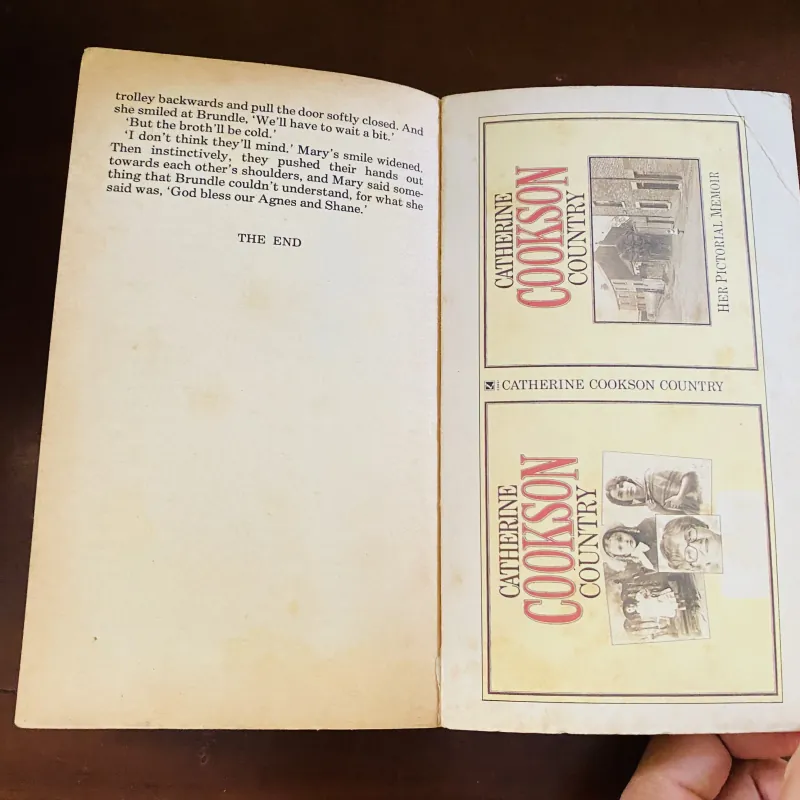 trolley backwards and pull the door softly closed. And
she smiled at Brundle, ‘We’ll have to wait a bit.’
‘But the broth’ll be cold.’
‘I don’t think they’ll mind.’ Mary’s smile widened.
Then instinctively, they pushed their hands out
towards each other’s shoulders, and Mary said some-
thing that Brundle couldn’t understand, for what she
said was, ‘God bless our Agnes and Shane.’
THE END
CATHERINE
COOKSON
COUNTRY
HER PICTORIAL MEMOIR
CATHERINE COOKSON COUNTRY
CATHERINE
COOKSON
COUNTRY